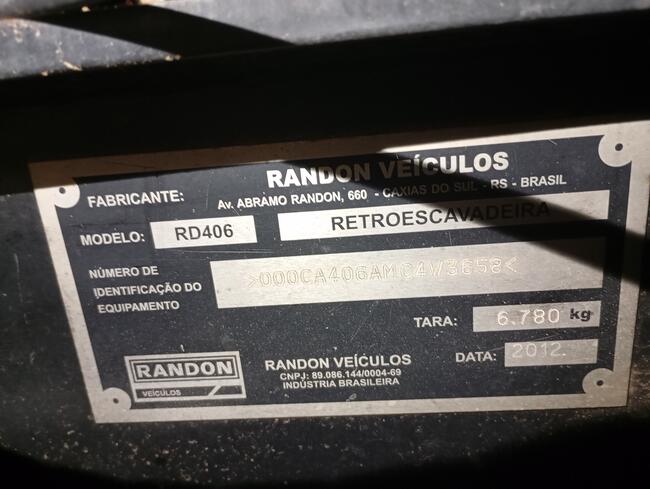 RANDON VEÍCULOS
FABRICANTE: Av. ABRAMO RANDON, 660 - CAXIAS DO SUL - RS - BRASIL
MODELO: RD406 RETROESCAVADEIRA
NÚMERO DE
IDENTIFICAÇÃO DO
EQUIPAMENTO
TARA: 6.780 kg
RANDON
VEÍCULOS
RANDON VEÍCULOS
CNPJ: 89.086.144/0004-69
INDÚSTRIA BRASILEIRA
DATA: 2012